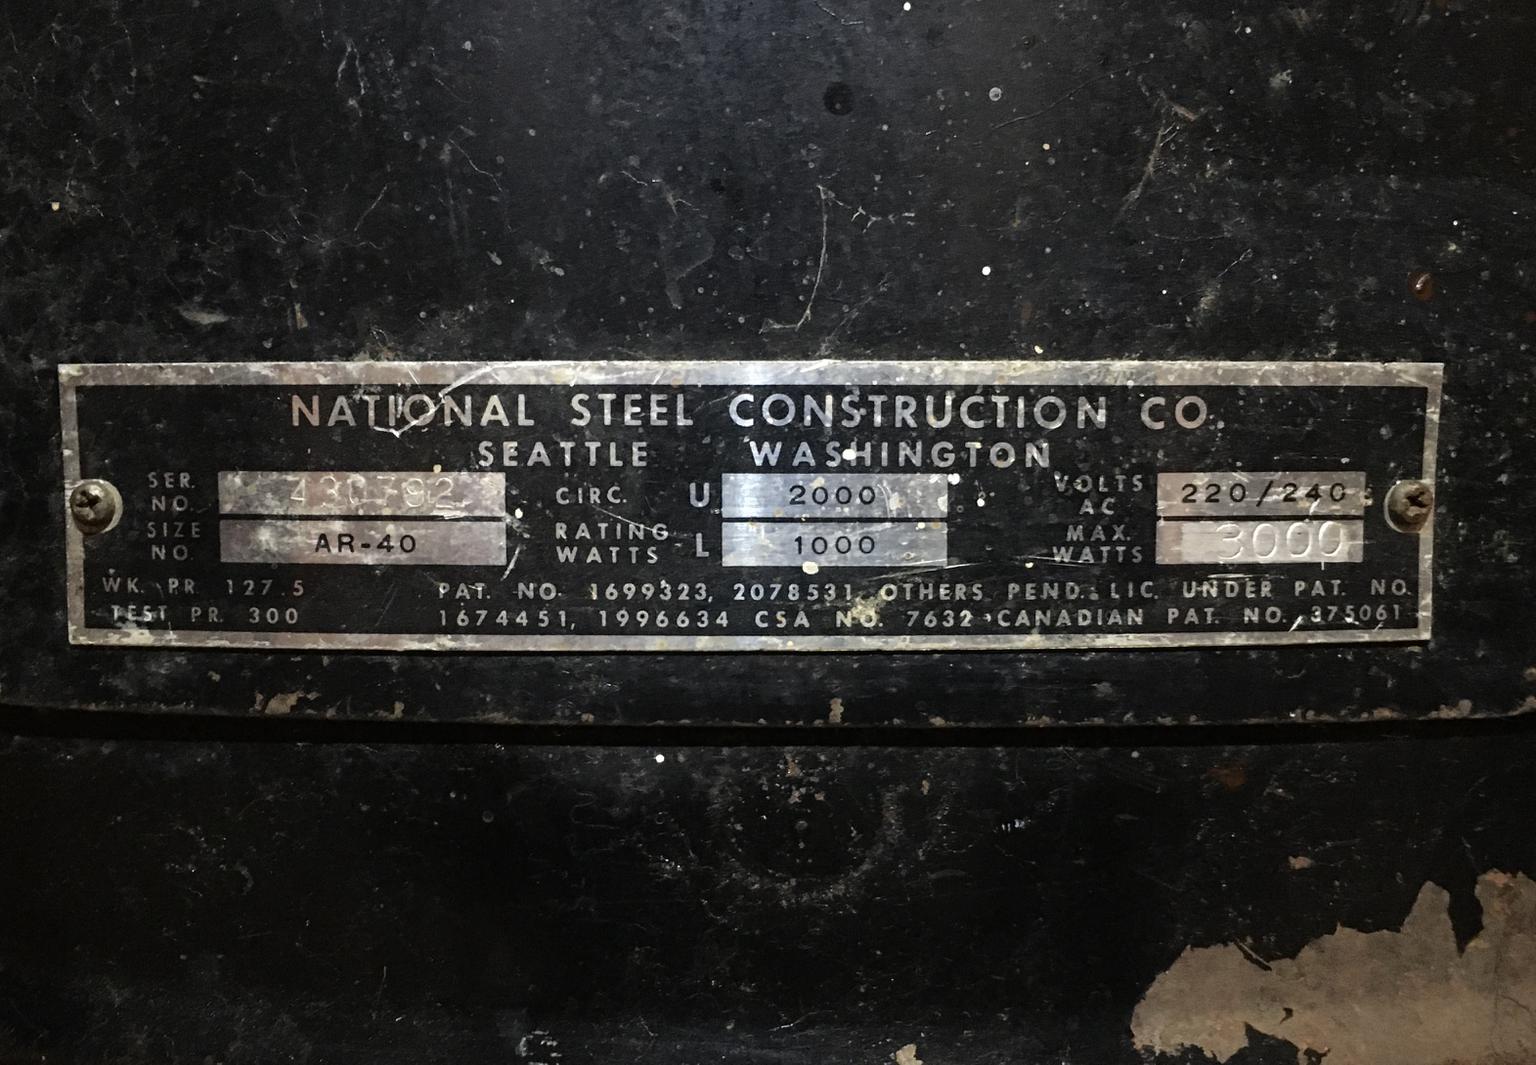 NATIONAL STEEL CONSTRUCTION CO.
SEATTLE WASHINGTON
SER. NO. 430792
SIZE NO. AR-40
CIRC. RATING WATTS
U 2000
L 1000
VOLTS AC 220/240
MAX. WATTS 3000
WK. PR. 127.5
TEST PR. 300
PAT. NO. 1699323, 2078531, OTHERS PEND. LIC. UNDER PAT. NO.
1674451, 1996634 CSA NO. 7632 CANADIAN PAT. NO. 375061